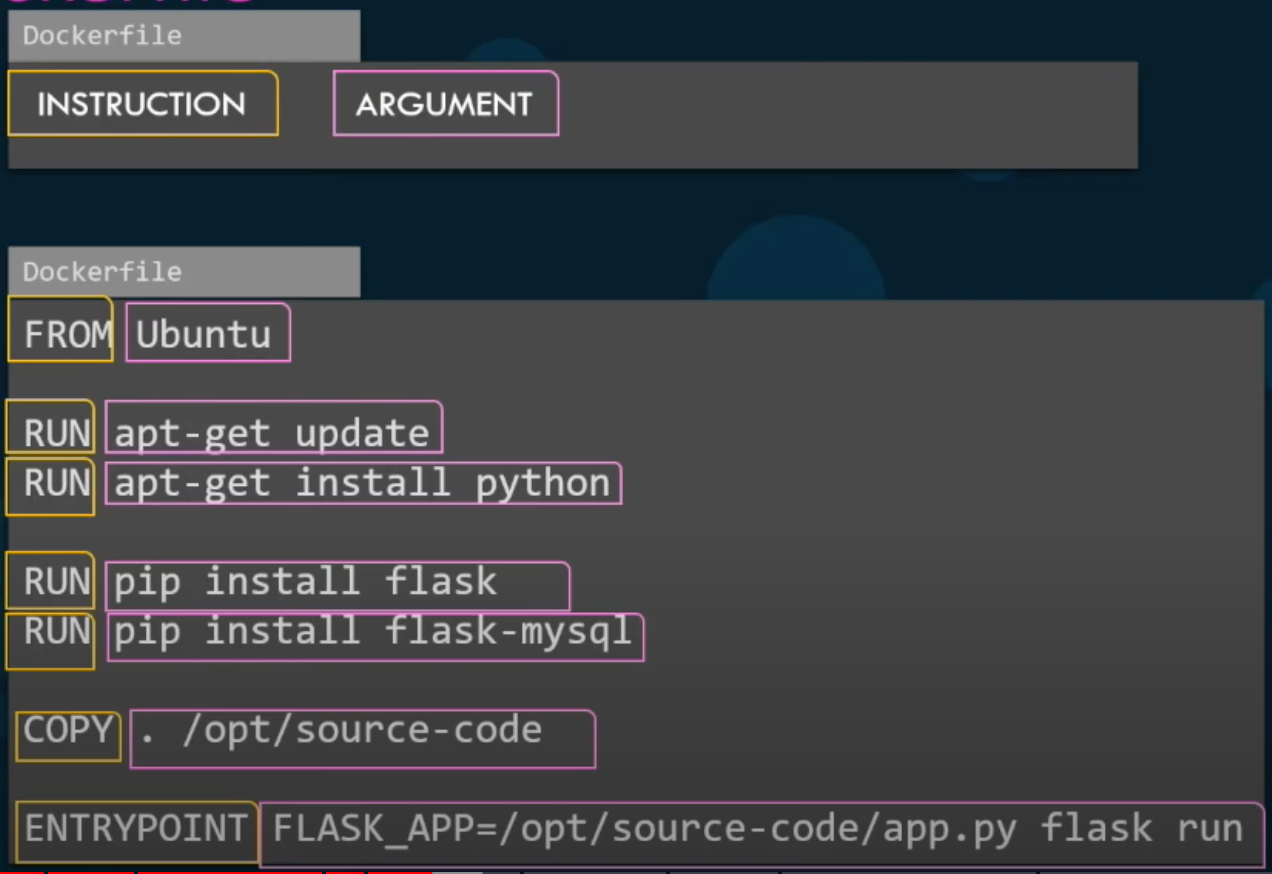 Dockerfile
INSTRUCTION ARGUMENT
Dockerfile
FROM Ubuntu
RUN apt-get update
RUN apt-get install python
RUN pip install flask
RUN pip install flask-mysql
COPY . /opt/source-code
ENTRYPOINT FLASK_APP=/opt/source-code/app.py flask run